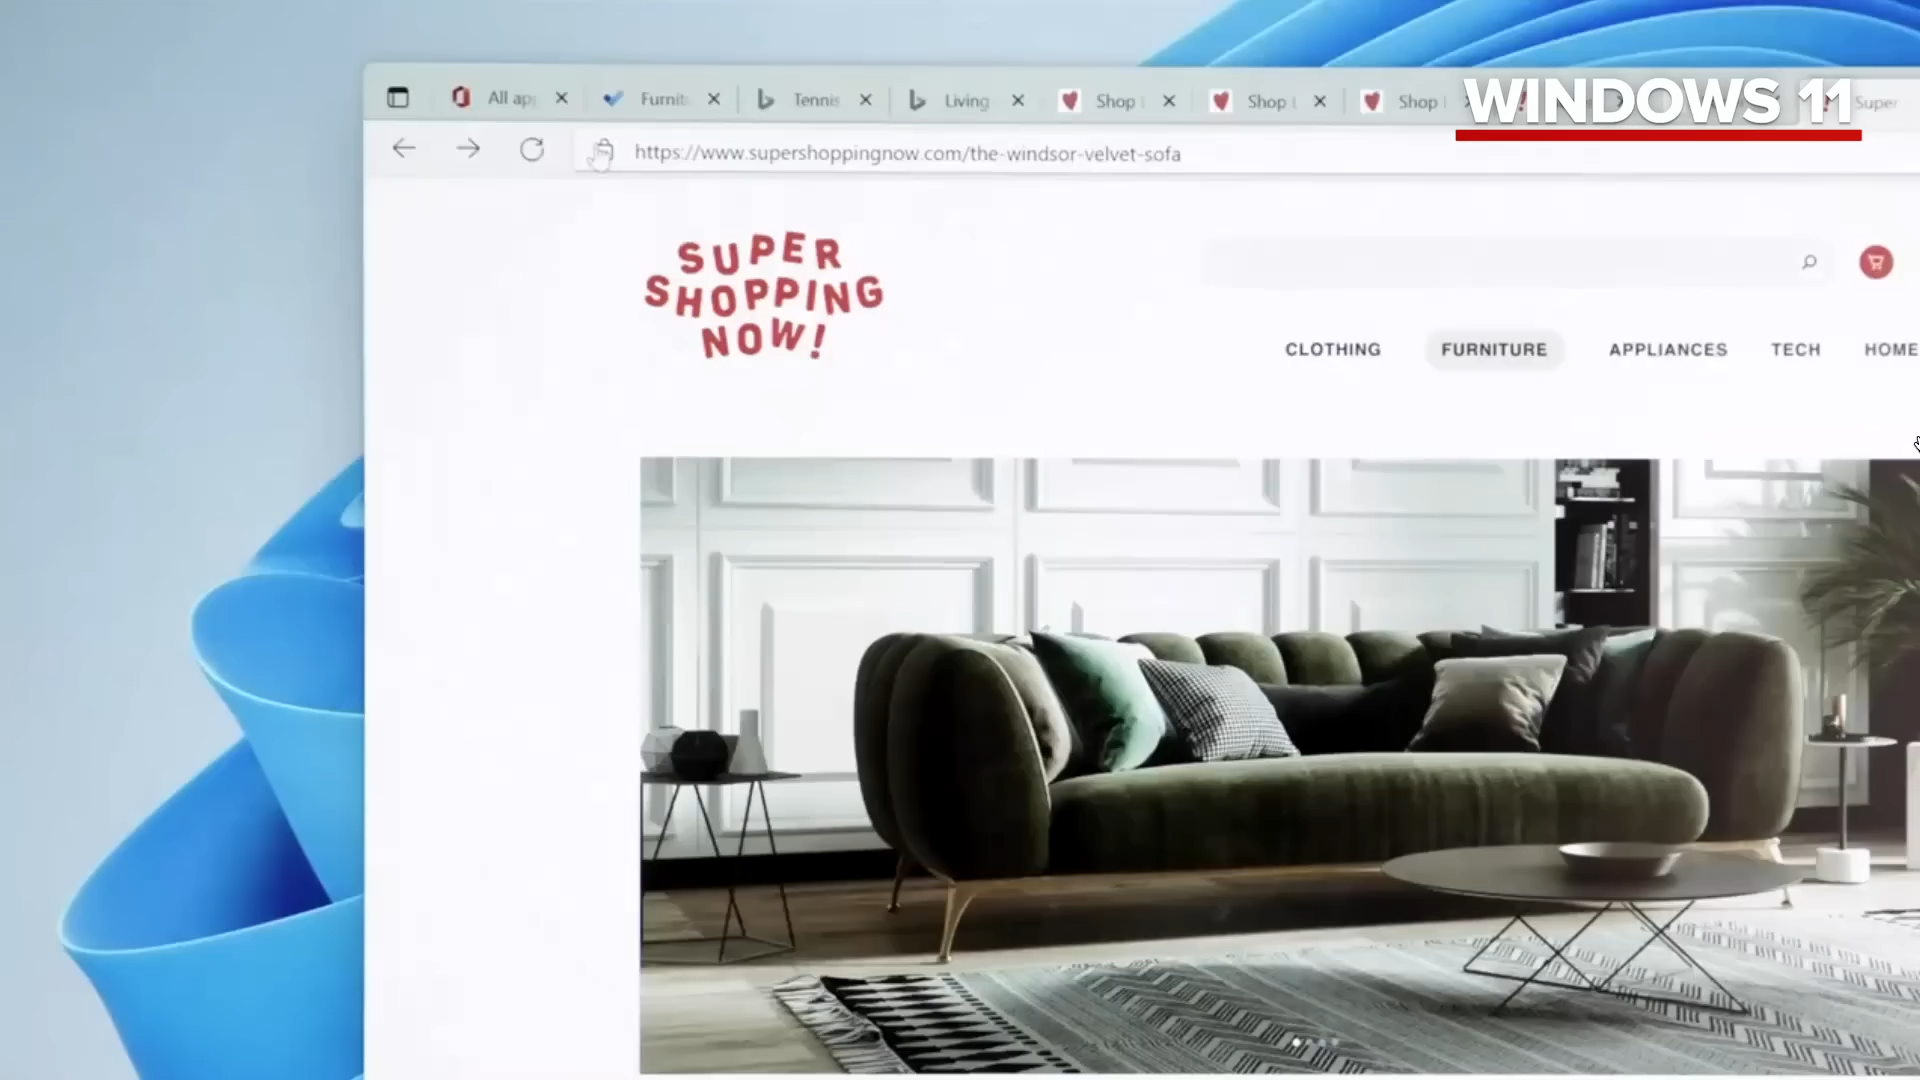 WINDOWS 11
All ap
Furnit
Tennis
Living
Shop
Shop
Shop
Super
https://www.supershoppingnow.com/the-windsor-velvet-sofa
SUPER
SHOPPING
NOW!
CLOTHING
FURNITURE
APPLIANCES
TECH
HOME